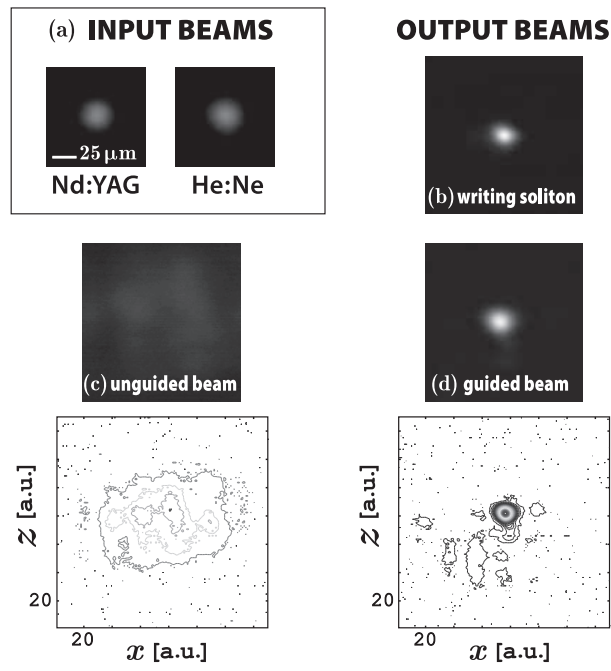 (a) INPUT BEAMS
OUTPUT BEAMS
25 μm
Nd:YAG
He:Ne
(b) writing soliton
(c) unguided beam
(d) guided beam
z [a.u.]
20
20
x [a.u.]
z [a.u.]
20
20
x [a.u.]